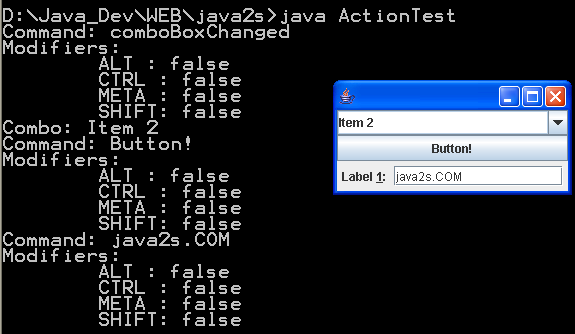 D:\Java_Dev\WEB\java2s>java ActionTest
Command: comboBoxChanged
Modifiers:
ALT : false
CTRL : false
META : false
SHIFT: false
Combo: Item 2
Command: Button!
Modifiers:
ALT : false
CTRL : false
META : false
SHIFT: false
Command: java2s.COM
Modifiers:
ALT : false
CTRL : false
META : false
SHIFT: false
Item 2
Button!
Label 1: java2s.COM